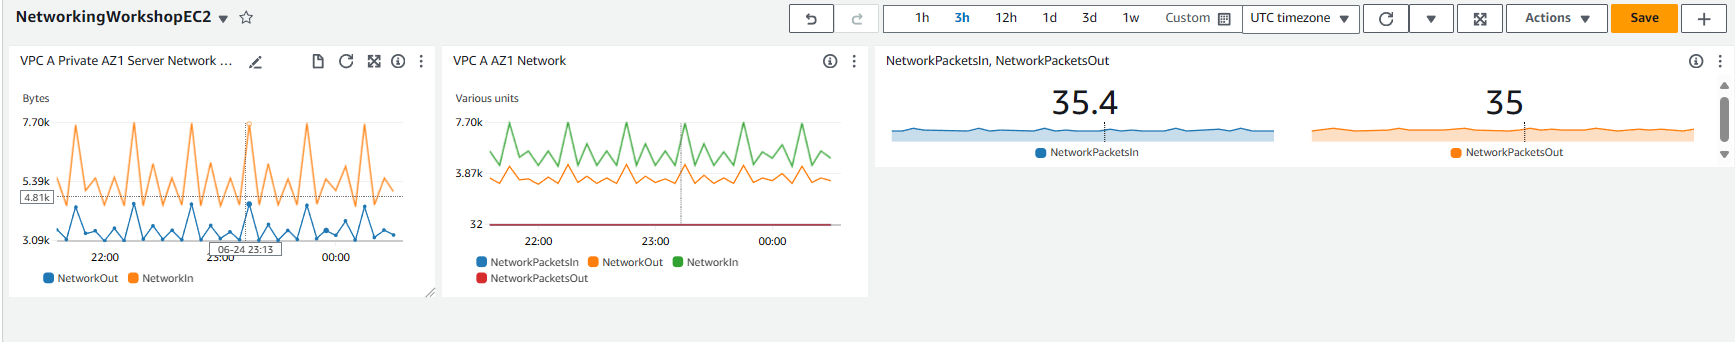 NetworkingWorkshopEC2
1h 3h 12h 1d 3d 1w Custom UTC timezone Actions Save
VPC A Private AZ1 Server Network ...
Bytes
7.70k
5.39k
4.81k
3.09k
06-24 23:13
22:00 23:00 00:00
NetworkOut NetworkIn
VPC A AZ1 Network
Various units
7.70k
3.87k
32
22:00 23:00 00:00
NetworkPacketsIn NetworkOut NetworkIn
NetworkPacketsOut
NetworkPacketsIn, NetworkPacketsOut
35.4 35
NetworkPacketsIn NetworkPacketsOut